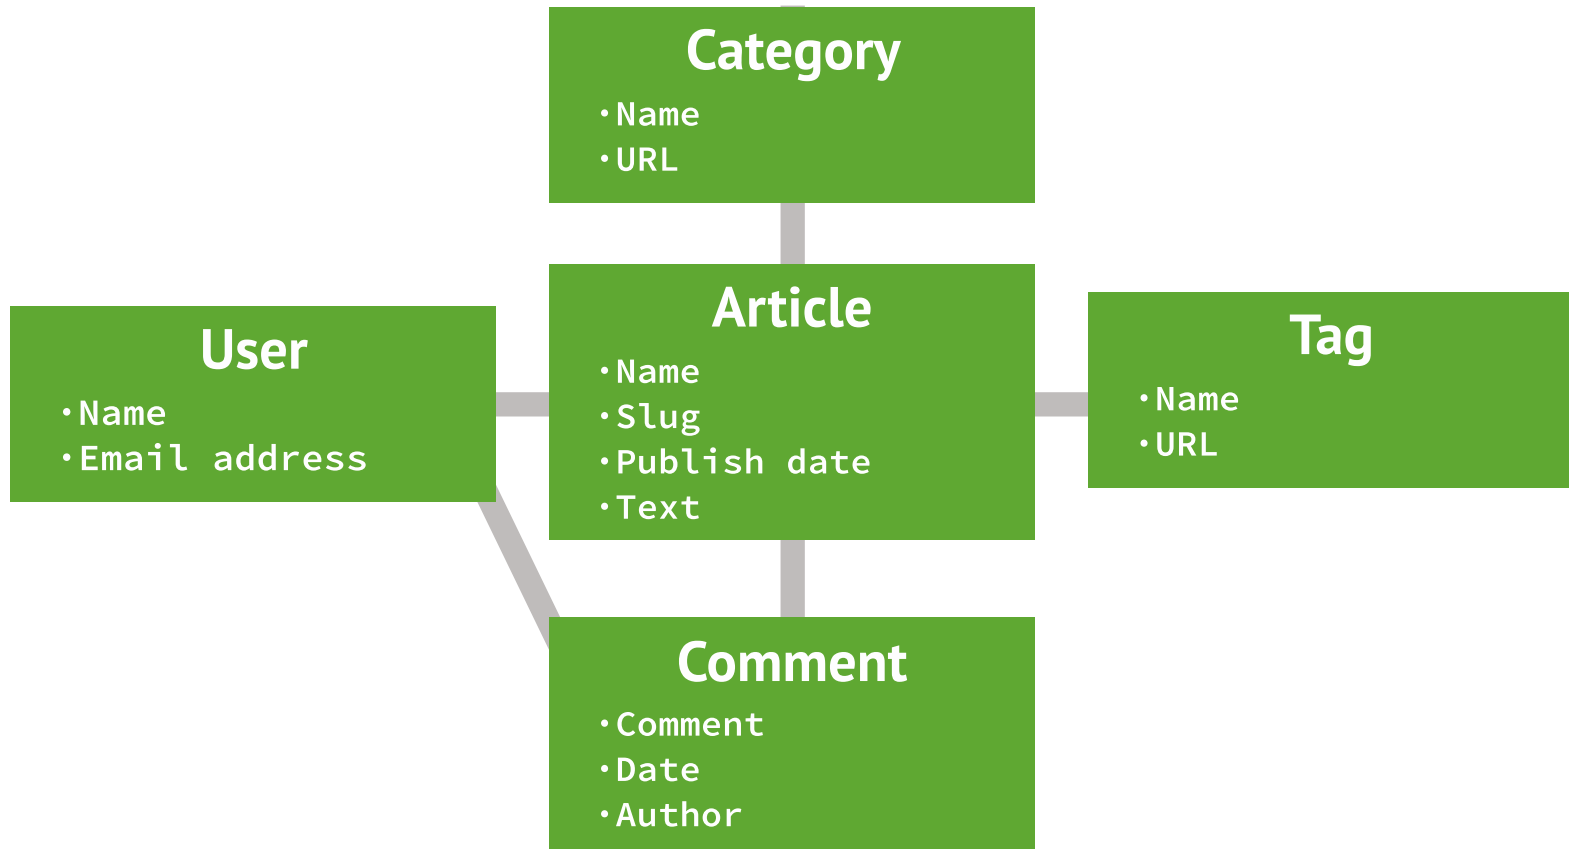 Category
·Name
·URL
Article
·Name
·Slug
·Publish date
·Text
User
·Name
·Email address
Tag
·Name
·URL
Comment
·Comment
·Date
·Author